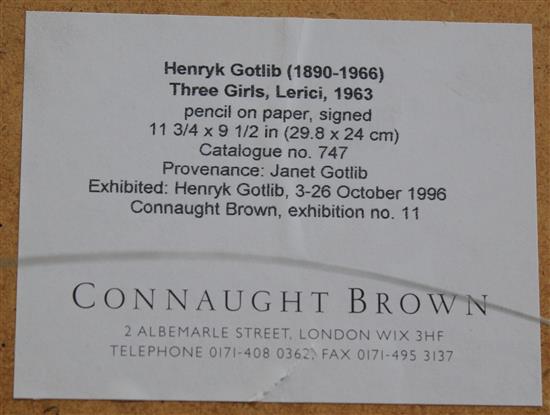 Henryk Gotlib (1890-1966)
Three Girls, Lerici, 1963
pencil on paper, signed
11 3/4 x 9 1/2 in (29.8 x 24 cm)
Catalogue no. 747
Provenance: Janet Gotlib
Exhibited: Henryk Gotlib, 3-26 October 1996
Connaught Brown, exhibition no. 11
CONNAUGHT BROWN
2 ALBEMARLE STREET, LONDON W1X 3HF
TELEPHONE 0171-408 0362, FAX 0171-495 3137